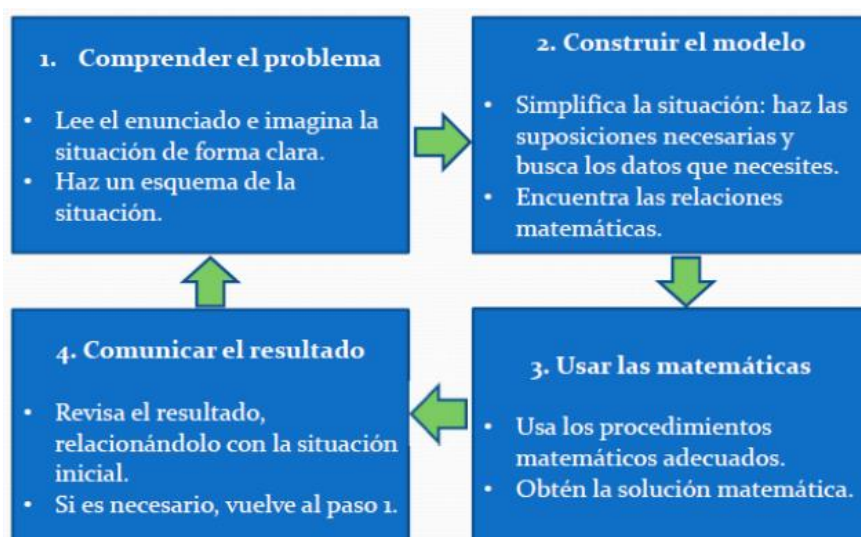 1. Comprender el problema
• Lee el enunciado e imagina la
situación de forma clara.
• Haz un esquema de la
situación.
2. Construir el modelo
• Simplifica la situación: haz las
suposiciones necesarias y
busca los datos que necesites.
• Encuentra las relaciones
matemáticas.
3. Usar las matemáticas
• Usa los procedimientos
matemáticos adecuados.
• Obtén la solución matemática.
4. Comunicar el resultado
• Revisa el resultado,
relacionándolo con la situación
inicial.
• Si es necesario, vuelve al paso 1.